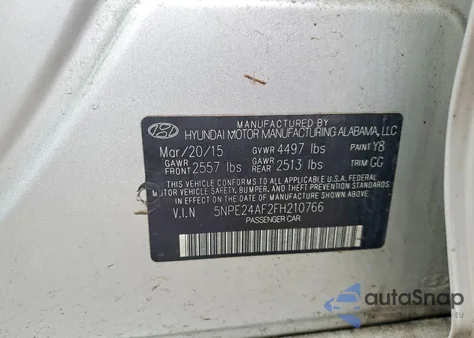 MANUFACTURED BY
HYUNDAI MOTOR MANUFACTURING ALABAMA, LLC
Mar/20/15 GVWR 4497 lbs PAINT Y8
GAWR FRONT 2557 lbs GAWR REAR 2513 lbs TRIM GG
THIS VEHICLE CONFORMS TO ALL APPLICABLE U.S. FEDERAL MOTOR
VEHICLE SAFETY, BUMPER, AND THEFT PREVENTION STANDARDS
IN EFFECT ON THE DATE OF MANUFACTURE SHOWN ABOVE.
V.I.N 5NPE24AF2FH210766
PASSENGER CAR
autoSnap